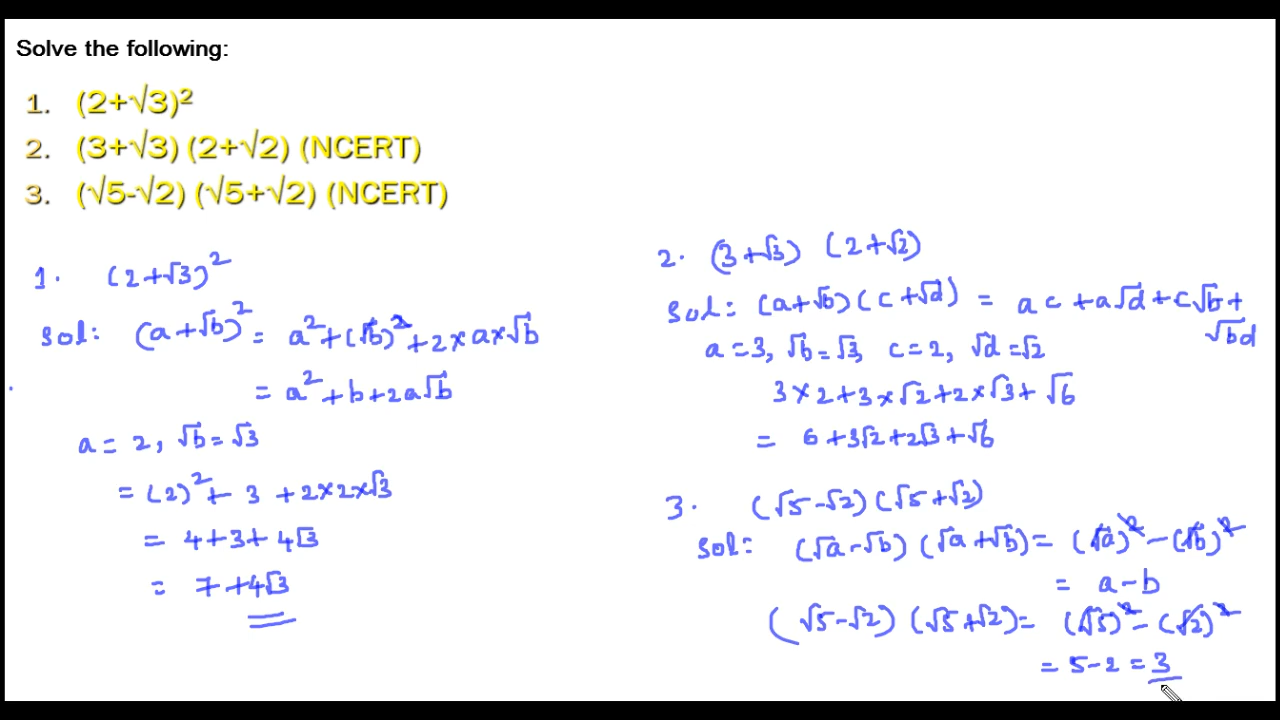 Solve the following:
1. (2+√3)²
2. (3+√3) (2+√2) (NCERT)
3. (√5-√2) (√5+√2) (NCERT)
1. (2+√3)²
Sol: (a+√b)² = a²+(√b)²+2×a×√b
= a²+b+2a√b
a = 2, √b = √3
= (2)²+ 3 +2×2×√3
= 4+3+4√3
= 7+4√3
2. (3+√3) (2+√2)
Sol: (a+√b)(c+√d) = ac+a√d+c√b+
√bd
a=3, √b=√3, c=2, √d=√2
3×2+3×√2+2×√3+√6
= 6+3√2+2√3+√6
3. (√5-√2)(√5+√2)
Sol: (√a-√b)(√a+√b)= (√a)²-(√b)²
= a-b
(√5-√2)(√5+√2)= (√5)²-(√2)²
= 5-2 = 3